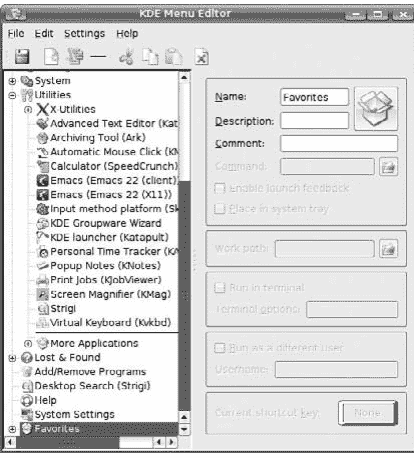 KDE Menu Editor
File Edit Settings Help
System
Utilities
X Utilities
Advanced Text Editor (Kat
Archiving Tool (Ark)
Automatic Mouse Click (KM
Calculator (SpeedCrunch)
Emacs (Emacs 22 (client)
Emacs (Emacs 22 (X11))
Input method platform (Sk
KDE Groupware Wizard
KDE launcher (Katapult)
Personal Time Tracker (KA
Popup Notes (KNotes)
Print Jobs (KJobViewer)
Screen Magnifier (KMag)
Strigi
Virtual Keyboard (Kvkbd)
More Applications
Lost & Found
Add/Remove Programs
Desktop Search (Strigi)
Help
System Settings
Favorites
Name: Favorites
Description:
Comment:
Command:
Enable launch feedback
Place in system tray
Work path:
Run in terminal
Terminal options:
Run as a different user
Username:
Current shortcut key: None